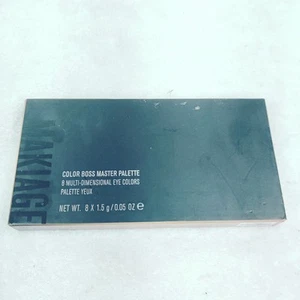 MAKIAGE
COLOR BOSS MASTER PALETTE
8 MULTI-DIMENSIONAL EYE COLORS
PALETTE YEUX
NET WT. 8 X 1.5 g / 0.05 OZ e